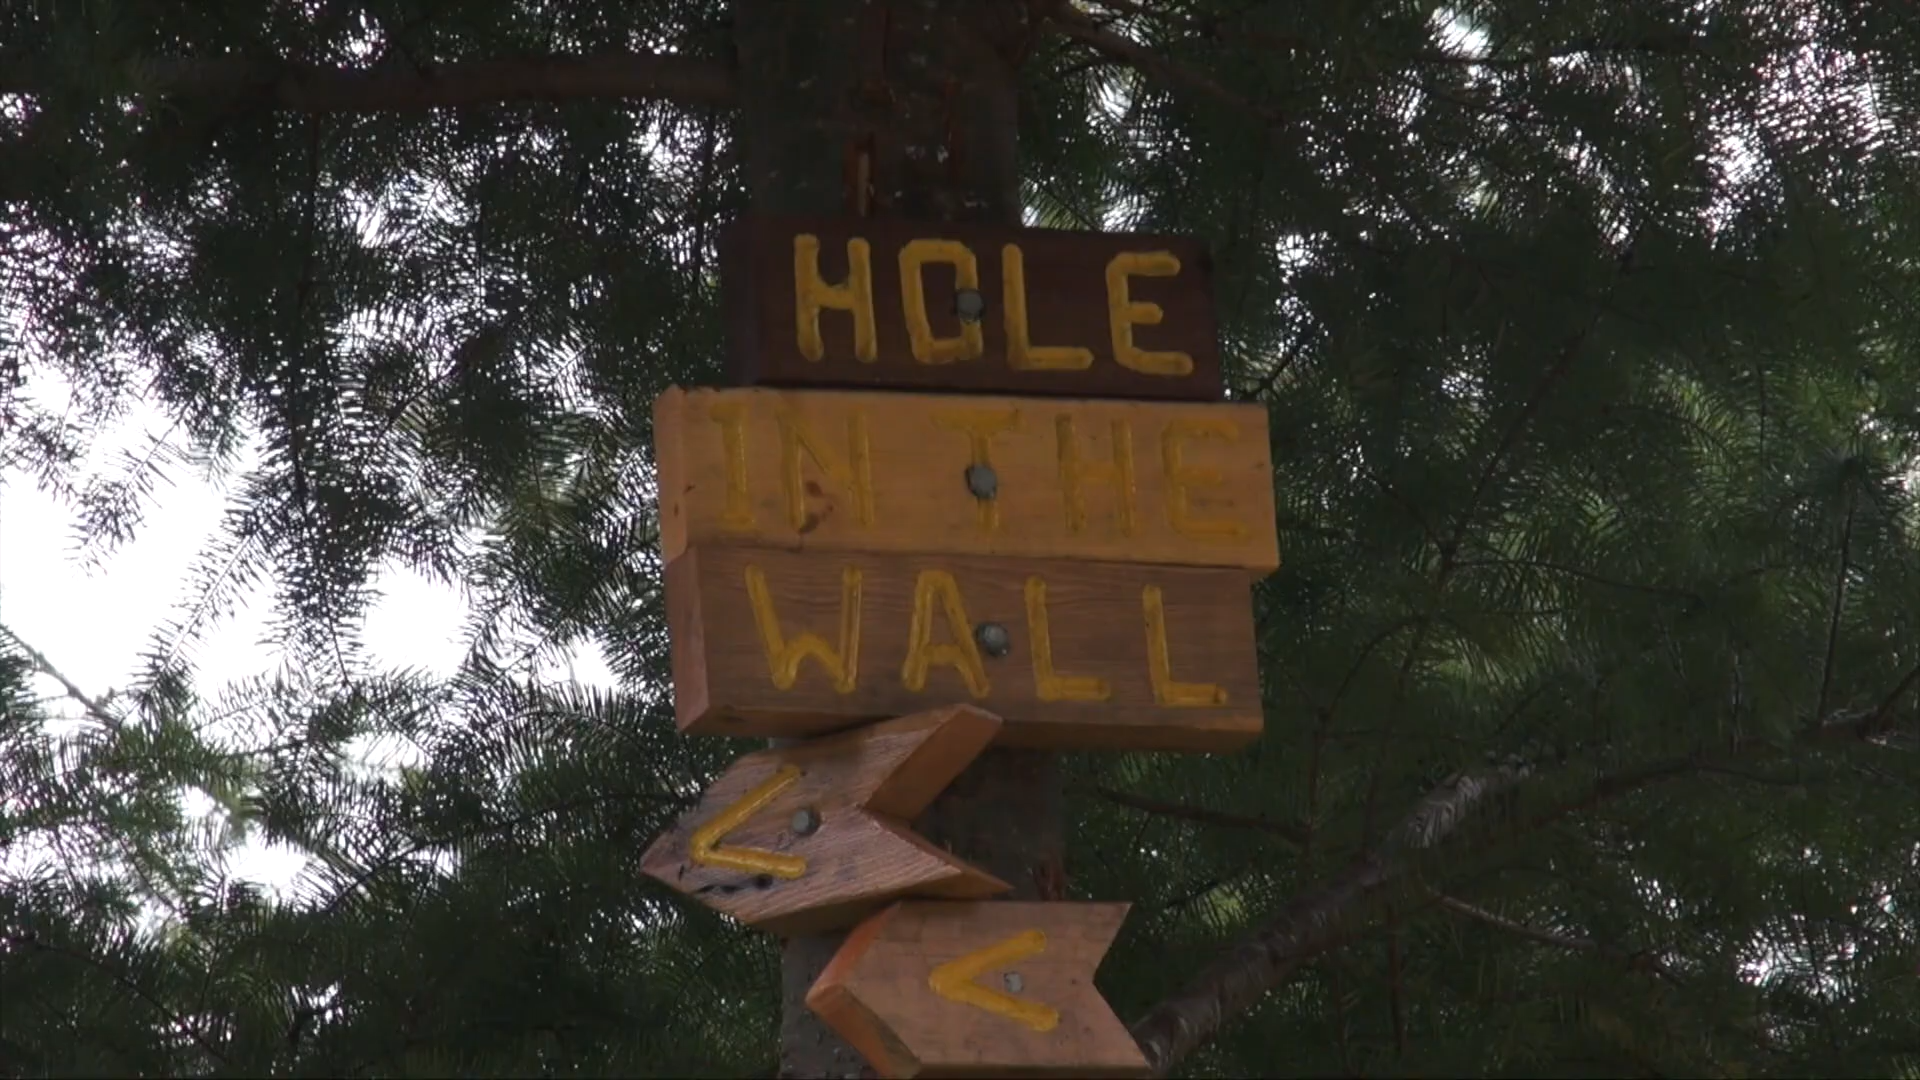 HOLE
IN THE
WALL
<
<